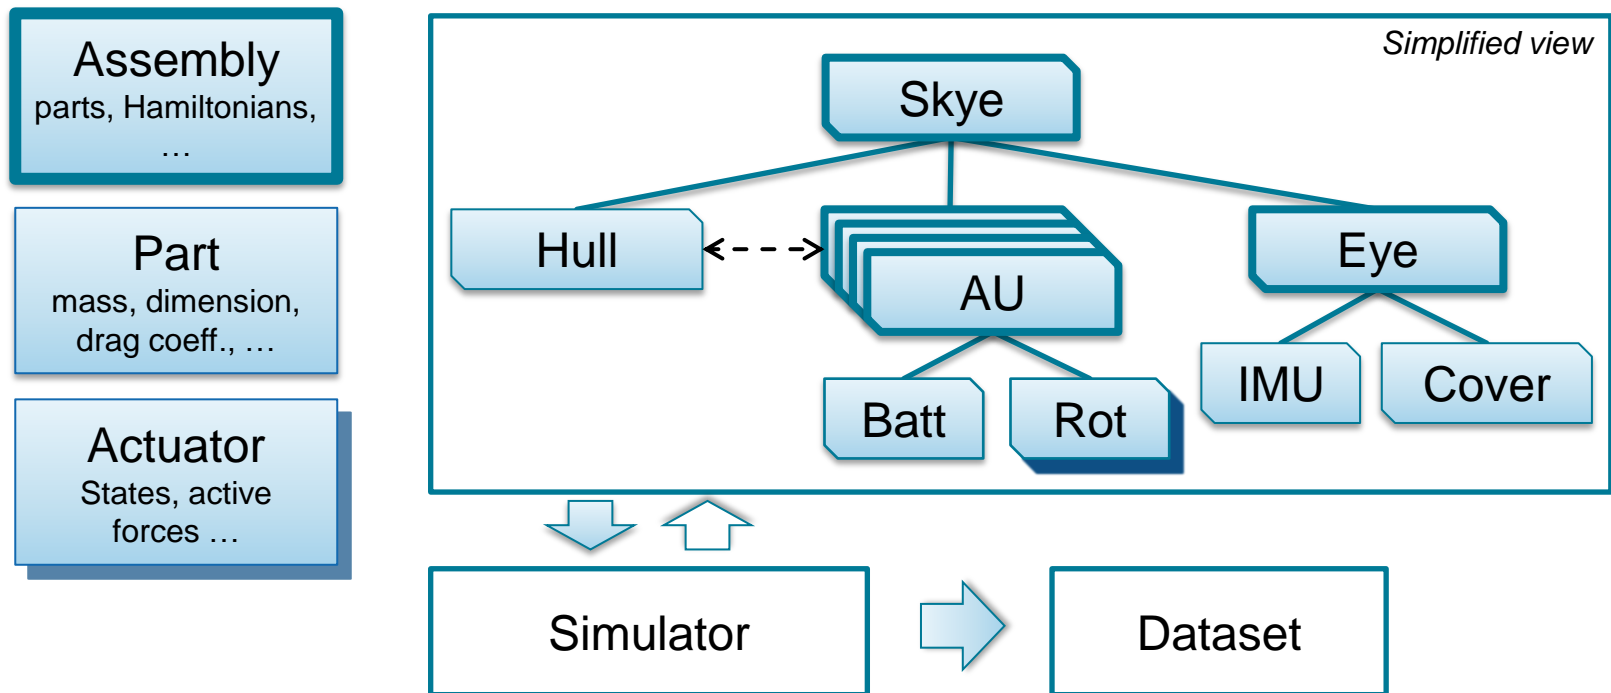 Assembly
parts, Hamiltonians,
…
Part
mass, dimension,
drag coeff., …
Actuator
States, active
forces …
Simplified view
Skye
Hull
AU
Eye
Batt
Rot
IMU
Cover
Simulator
Dataset